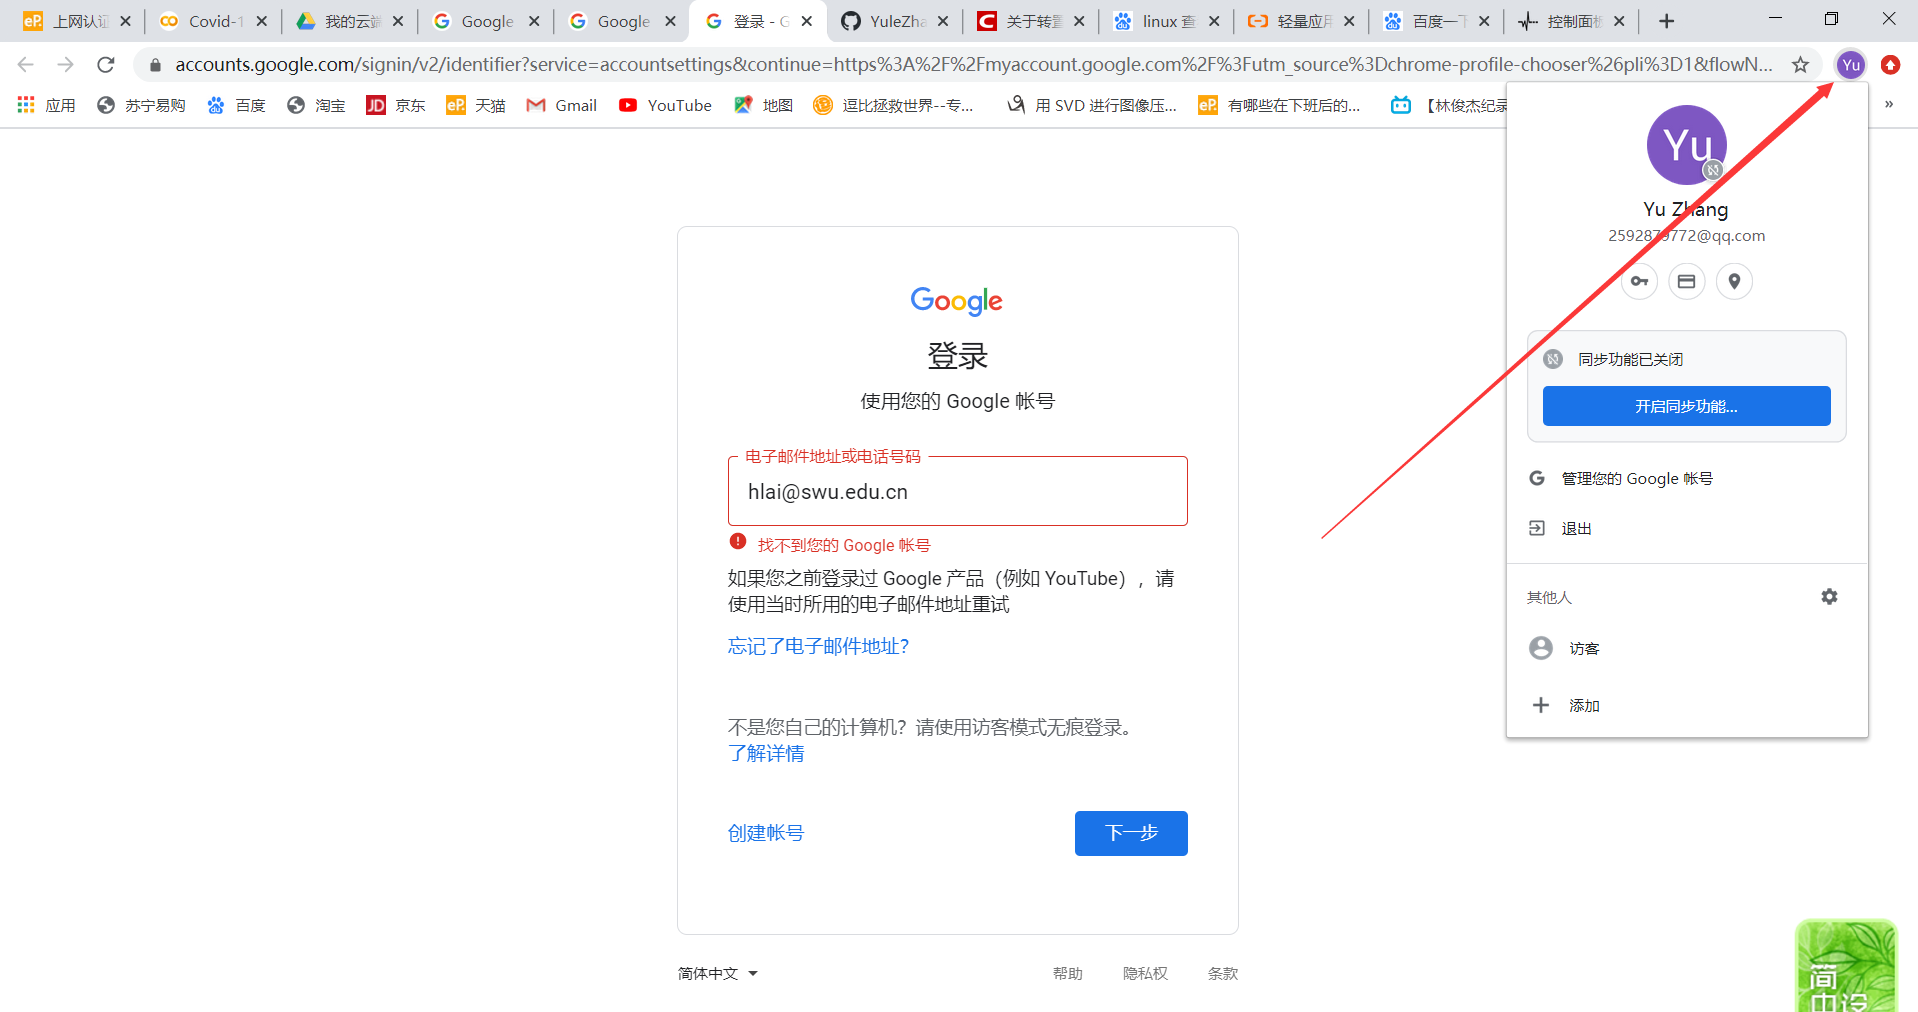 上网认证
Covid-1
我的云端
Google
Google
登录 - G
YuleZha
关于转置
linux 查
轻量应用
百度一下
控制面板
accounts.google.com/signin/v2/identifier?service=accountsettings&continue=https%3A%2F%2Fmyaccount.google.com%2F%3Futm_source%3Dchrome-profile-chooser%26pli%3D1&flowN...
Yu
应用
苏宁易购
百度
淘宝
JD 京东
天猫
Gmail
YouTube
地图
逗比拯救世界--专...
用 SVD 进行图像压...
有哪些在下班后的...
【林俊杰纪录
»
Yu
Yu Zhang
2592879772@qq.com
同步功能已关闭
开启同步功能...
管理您的 Google 帐号
退出
其他人
访客
添加
Google
登录
使用您的 Google 帐号
电子邮件地址或电话号码
hlai@swu.edu.cn
找不到您的 Google 帐号
如果您之前登录过 Google 产品（例如 YouTube），请
使用当时所用的电子邮件地址重试
忘记了电子邮件地址？
不是您自己的计算机？请使用访客模式无痕登录。
了解详情
创建帐号
下一步
简体中文
帮助
隐私权
条款
简
中